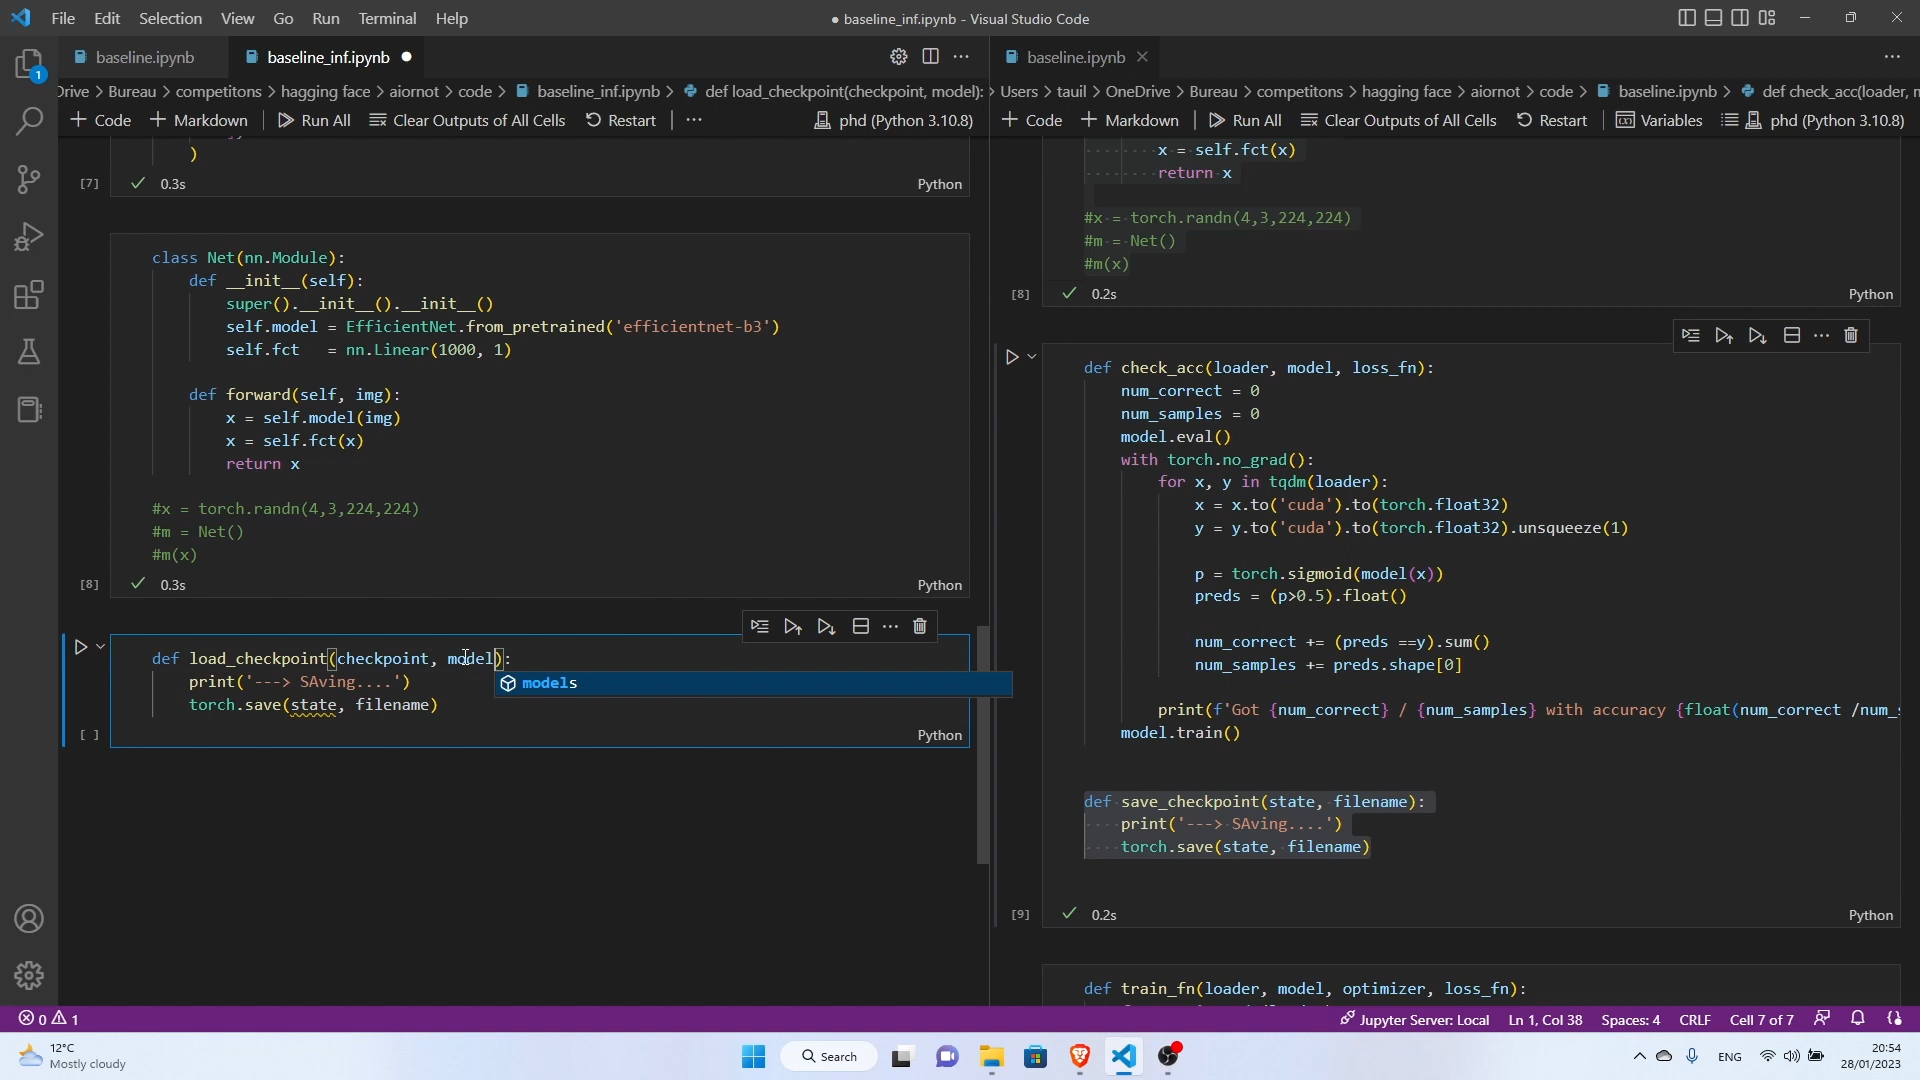 File Edit Selection View Go Run Terminal Help
● baseline_inf.ipynb - Visual Studio Code
1
baseline.ipynb
baseline_inf.ipynb ●
Drive > Bureau > competitons > hagging face > aiornot > code > baseline_inf.ipynb > def load_checkpoint(checkpoint, model):
+ Code + Markdown Run All Clear Outputs of All Cells Restart ... phd (Python 3.10.8)
)
[7] 0.3s Python
class Net(nn.Module):
    def __init__(self):
        super().__init__().__init__()
        self.model = EfficientNet.from_pretrained('efficientnet-b3')
        self.fct   = nn.Linear(1000, 1)
    def forward(self, img):
        x = self.model(img)
        x = self.fct(x)
        return x
#x = torch.randn(4,3,224,224)
#m = Net()
#m(x)
[8] 0.3s Python
def load_checkpoint(checkpoint, model):
    print('---> SAving....')
models
    torch.save(state, filename)
[ ] Python
baseline.ipynb
> Users > tauil > OneDrive > Bureau > competitons > hagging face > aiornot > code > baseline.ipynb > def check_acc(loader, m
+ Code + Markdown Run All Clear Outputs of All Cells Restart Variables phd (Python 3.10.8)
        x = self.fct(x)
        return x
#x = torch.randn(4,3,224,224)
#m = Net()
#m(x)
[8] 0.2s Python
def check_acc(loader, model, loss_fn):
    num_correct = 0
    num_samples = 0
    model.eval()
    with torch.no_grad():
        for x, y in tqdm(loader):
            x = x.to('cuda').to(torch.float32)
            y = y.to('cuda').to(torch.float32).unsqueeze(1)
            p = torch.sigmoid(model(x))
            preds = (p>0.5).float()
            num_correct += (preds ==y).sum()
            num_samples += preds.shape[0]
        print(f'Got {num_correct} / {num_samples} with accuracy {float(num_correct /num_s
    model.train()
def save_checkpoint(state, filename):
    print('---> SAving....')
    torch.save(state, filename)
[9] 0.2s Python
def train_fn(loader, model, optimizer, loss_fn):
0 1
Jupyter Server: Local Ln 1, Col 38 Spaces: 4 CRLF Cell 7 of 7
12°C
Mostly cloudy
Search
ENG
20:54
28/01/2023